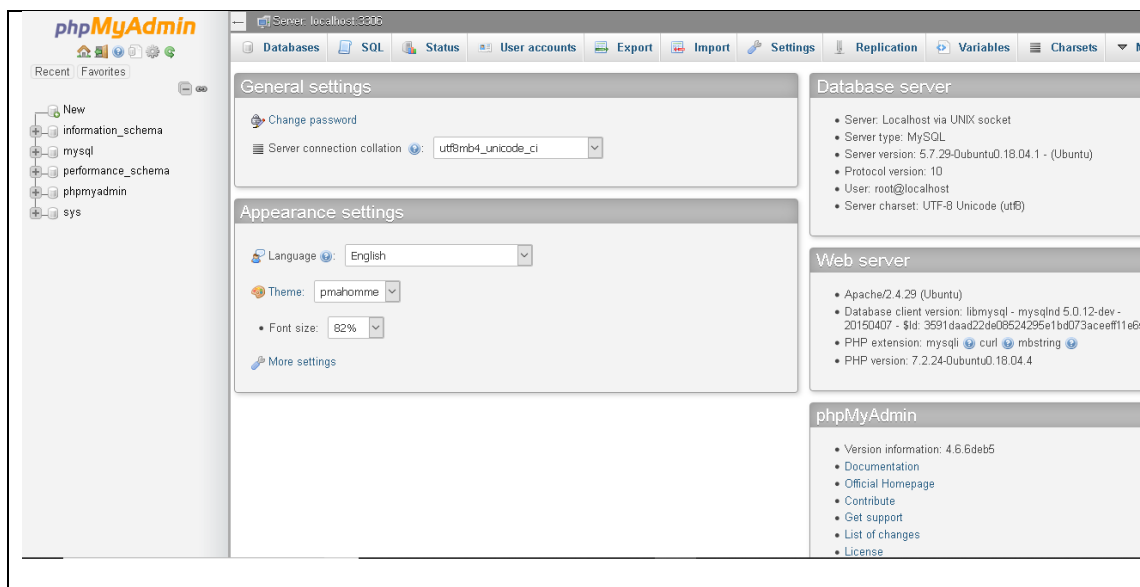 phpMyAdmin
Recent Favorites
New
information_schema
mysql
performance_schema
phpmyadmin
sys
Server: localhost:3306
Databases SQL Status User accounts Export Import Settings Replication Variables Charsets
General settings
Change password
Server connection collation : utf8mb4_unicode_ci
Appearance settings
Language : English
Theme: pmahomme
Font size: 82%
More settings
Database server
Server: Localhost via UNIX socket
Server type: MySQL
Server version: 5.7.29-0ubuntu0.18.04.1 - (Ubuntu)
Protocol version: 10
User: root@localhost
Server charset: UTF-8 Unicode (utf8)
Web server
Apache/2.4.29 (Ubuntu)
Database client version: libmysql - mysqlnd 5.0.12-dev -
20150407 - $Id: 3591daad22de08524295e1bd073aceeff11e6
PHP extension: mysqli curl mbstring
PHP version: 7.2.24-0ubuntu0.18.04.4
phpMyAdmin
Version information: 4.6.6deb5
Documentation
Official Homepage
Contribute
Get support
List of changes
License